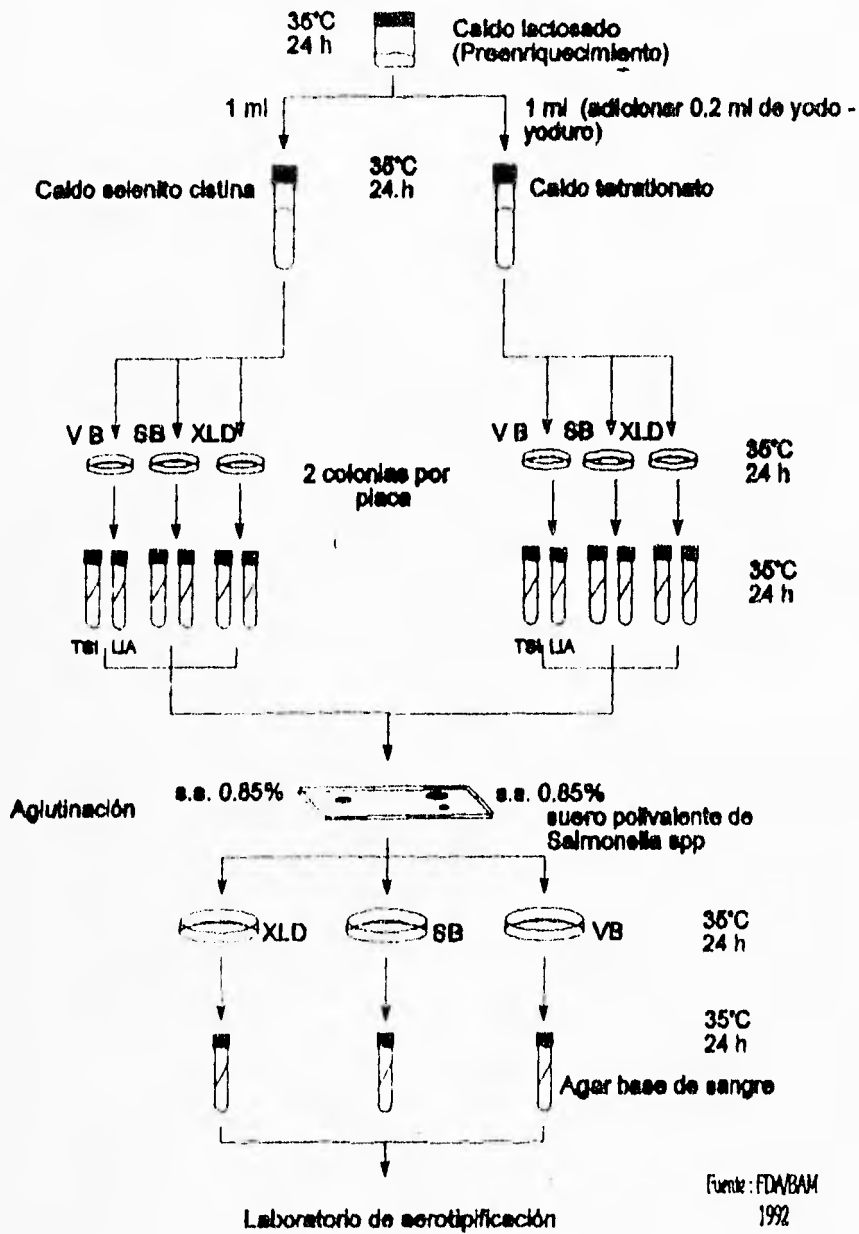 35°C
24 h
Caldo lactosado
(Preenriquecimiento)
1 ml
1 ml (adicionar 0.2 ml de yodo -
yoduro)
Caldo selenito cistina
35°C
24 h
Caldo tetrationato
VB SB XLD
VB SB XLD
35°C
24 h
2 colonias por
placa
35°C
24 h
TSI LIA
TSI LIA
Aglutinación
s.s. 0.85%
s.s. 0.85%
suero polivalente de
Salmonella spp
XLD
SB
VB
35°C
24 h
35°C
24 h
Agar base de sangre
Fuente : FDA/BAM
1992
Laboratorio de serotipificación